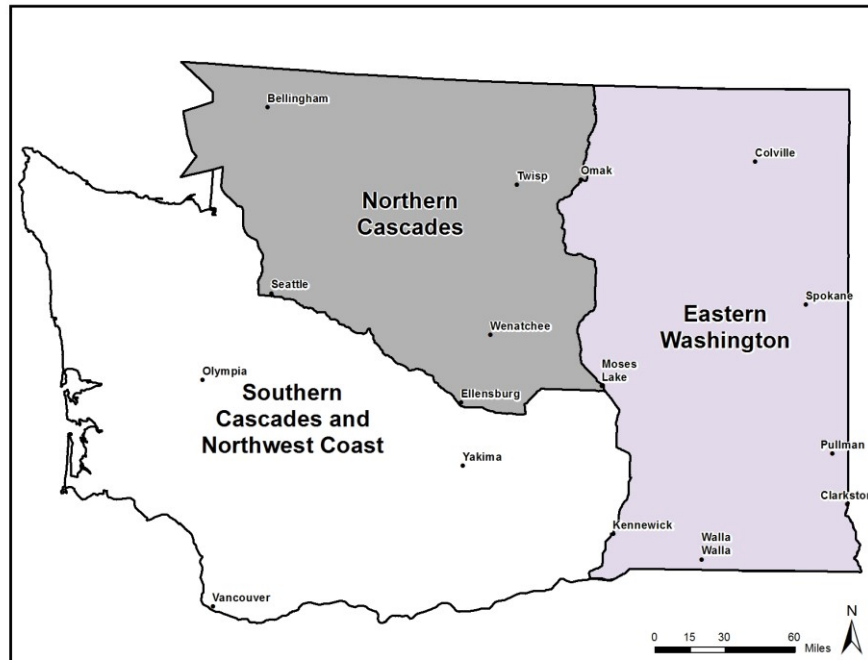 Bellingham
Colville
Twisp
Omak
Northern
Cascades
Seattle
Spokane
Eastern
Washington
Wenatchee
Moses
Lake
Olympia
Southern
Cascades and
Northwest Coast
Ellensburg
Yakima
Pullman
Clarkston
Kennewick
Walla
Walla
Vancouver
N
0 15 30 60
Miles